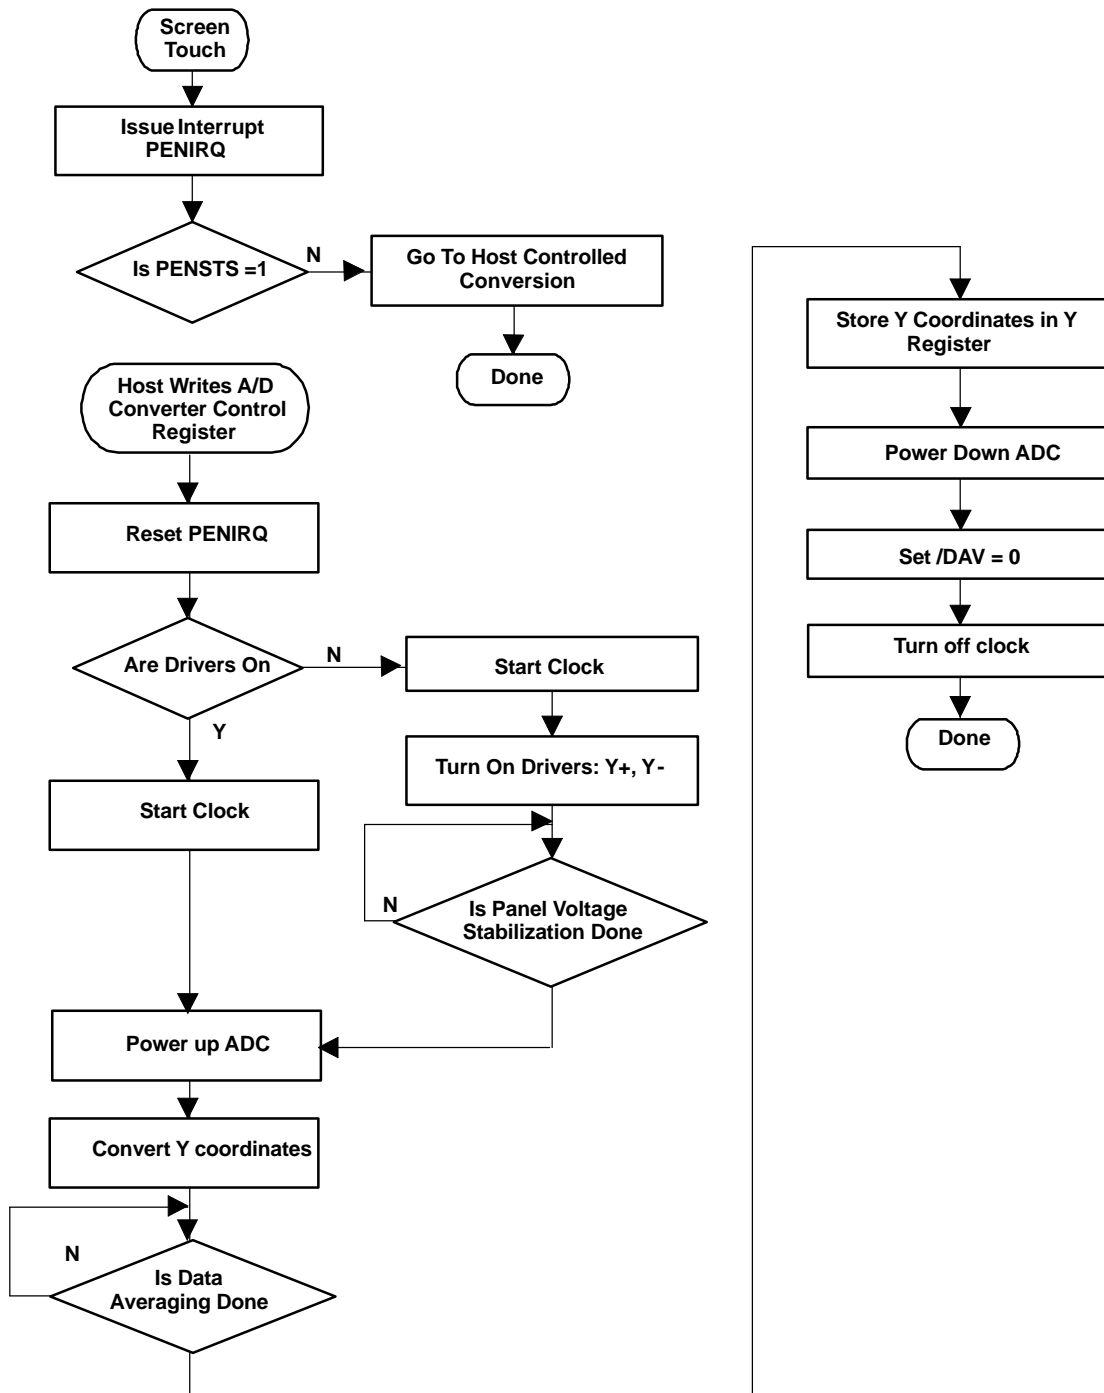 Screen
Touch
Issue Interrupt
PENIRQ
Is PENSTS =1
N
Go To Host Controlled
Conversion
Done
Host Writes A/D
Converter Control
Register
Reset PENIRQ
Are Drivers On
N
Start Clock
Y
Turn On Drivers: Y+, Y-
Start Clock
N
Is Panel Voltage
Stabilization Done
Power up ADC
Convert Y coordinates
N
Is Data
Averaging Done
Store Y Coordinates in Y
Register
Power Down ADC
Set /DAV = 0
Turn off clock
Done